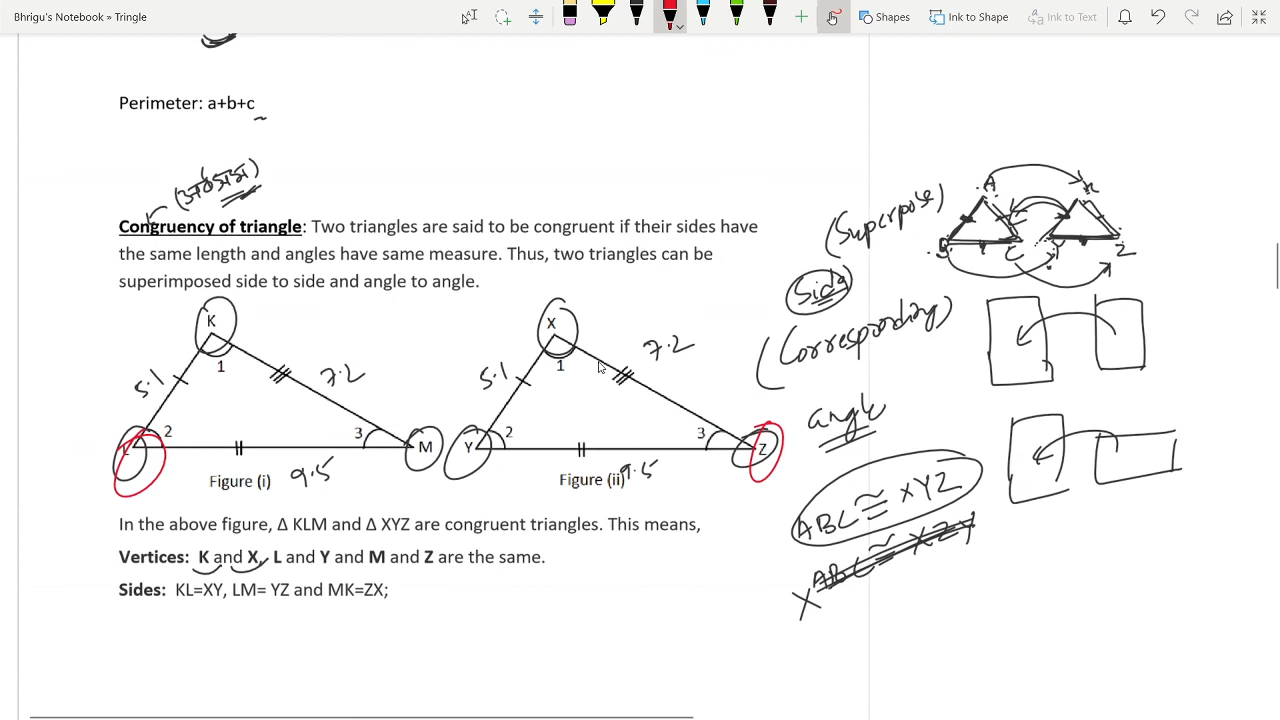 Bhrigu's Notebook » Tringle
Shapes
Ink to Shape
Ink to Text
Perimeter: a+b+c
Congruency of triangle: Two triangles are said to be congruent if their sides have
the same length and angles have same measure. Thus, two triangles can be
superimposed side to side and angle to angle.
K
1
5.1
7.2
L
2
3
M
Figure (i)
9.5
X
1
5.1
7.2
Y
2
3
Z
Figure (ii)
9.5
In the above figure, Δ KLM and Δ XYZ are congruent triangles. This means,
Vertices: K and X, L and Y and M and Z are the same.
Sides: KL=XY, LM= YZ and MK=ZX;
(Superpose)
Side
(Corresponding)
angle
A
B
C
Z
ABC ≅ XYZ
ABC ≅ XZY
X